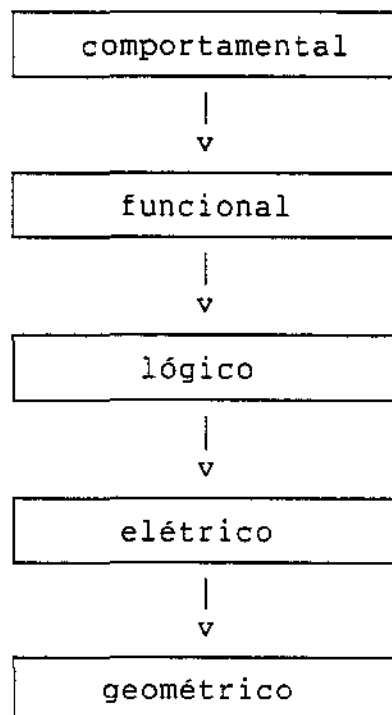 comportamental
funcional
lógico
elétrico
geométrico